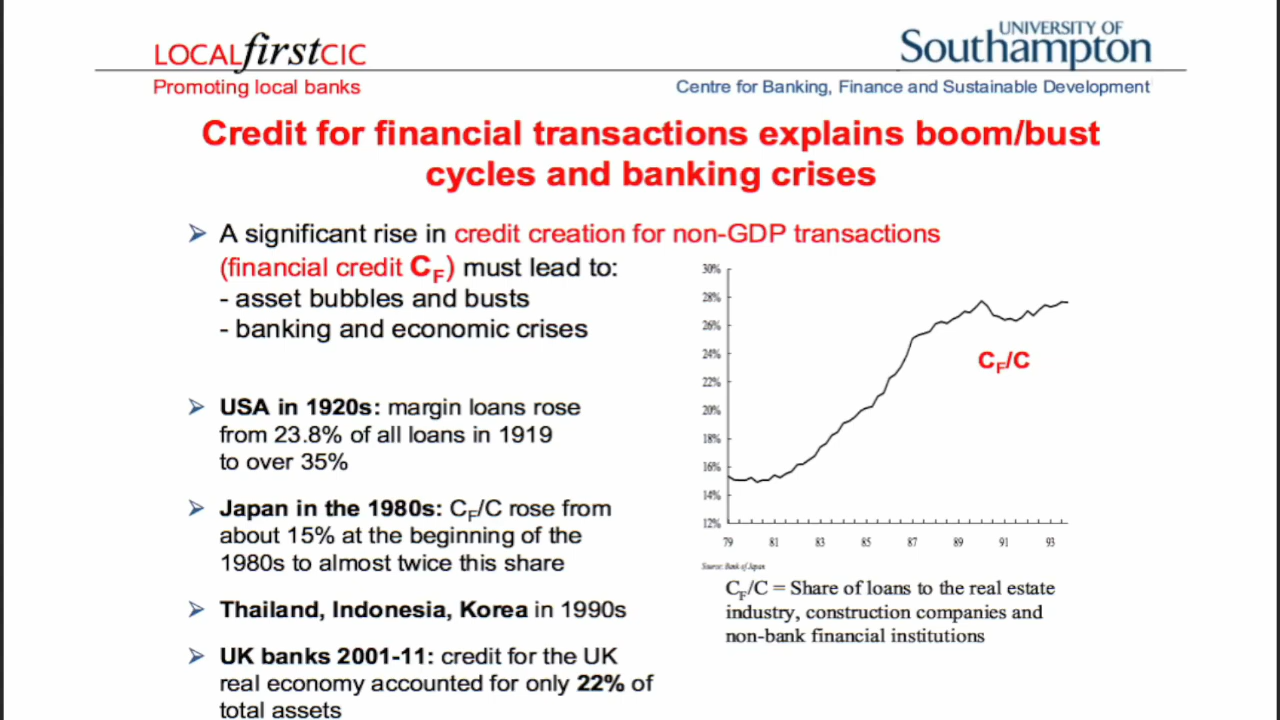 LOCALfirstCIC
Promoting local banks
UNIVERSITY OF
Southampton
Centre for Banking, Finance and Sustainable Development
Credit for financial transactions explains boom/bust
cycles and banking crises
➢ A significant rise in credit creation for non-GDP transactions
(financial credit CF) must lead to:
- asset bubbles and busts
- banking and economic crises
➢ USA in 1920s: margin loans rose
from 23.8% of all loans in 1919
to over 35%
➢ Japan in the 1980s: CF/C rose from
about 15% at the beginning of the
1980s to almost twice this share
➢ Thailand, Indonesia, Korea in 1990s
➢ UK banks 2001-11: credit for the UK
real economy accounted for only 22% of
total assets
30%
28%
26%
24%
22%
20%
18%
16%
14%
12%
79 81 83 85 87 89 91 93
CF/C
Source: Bank of Japan
CF/C = Share of loans to the real estate
industry, construction companies and
non-bank financial institutions